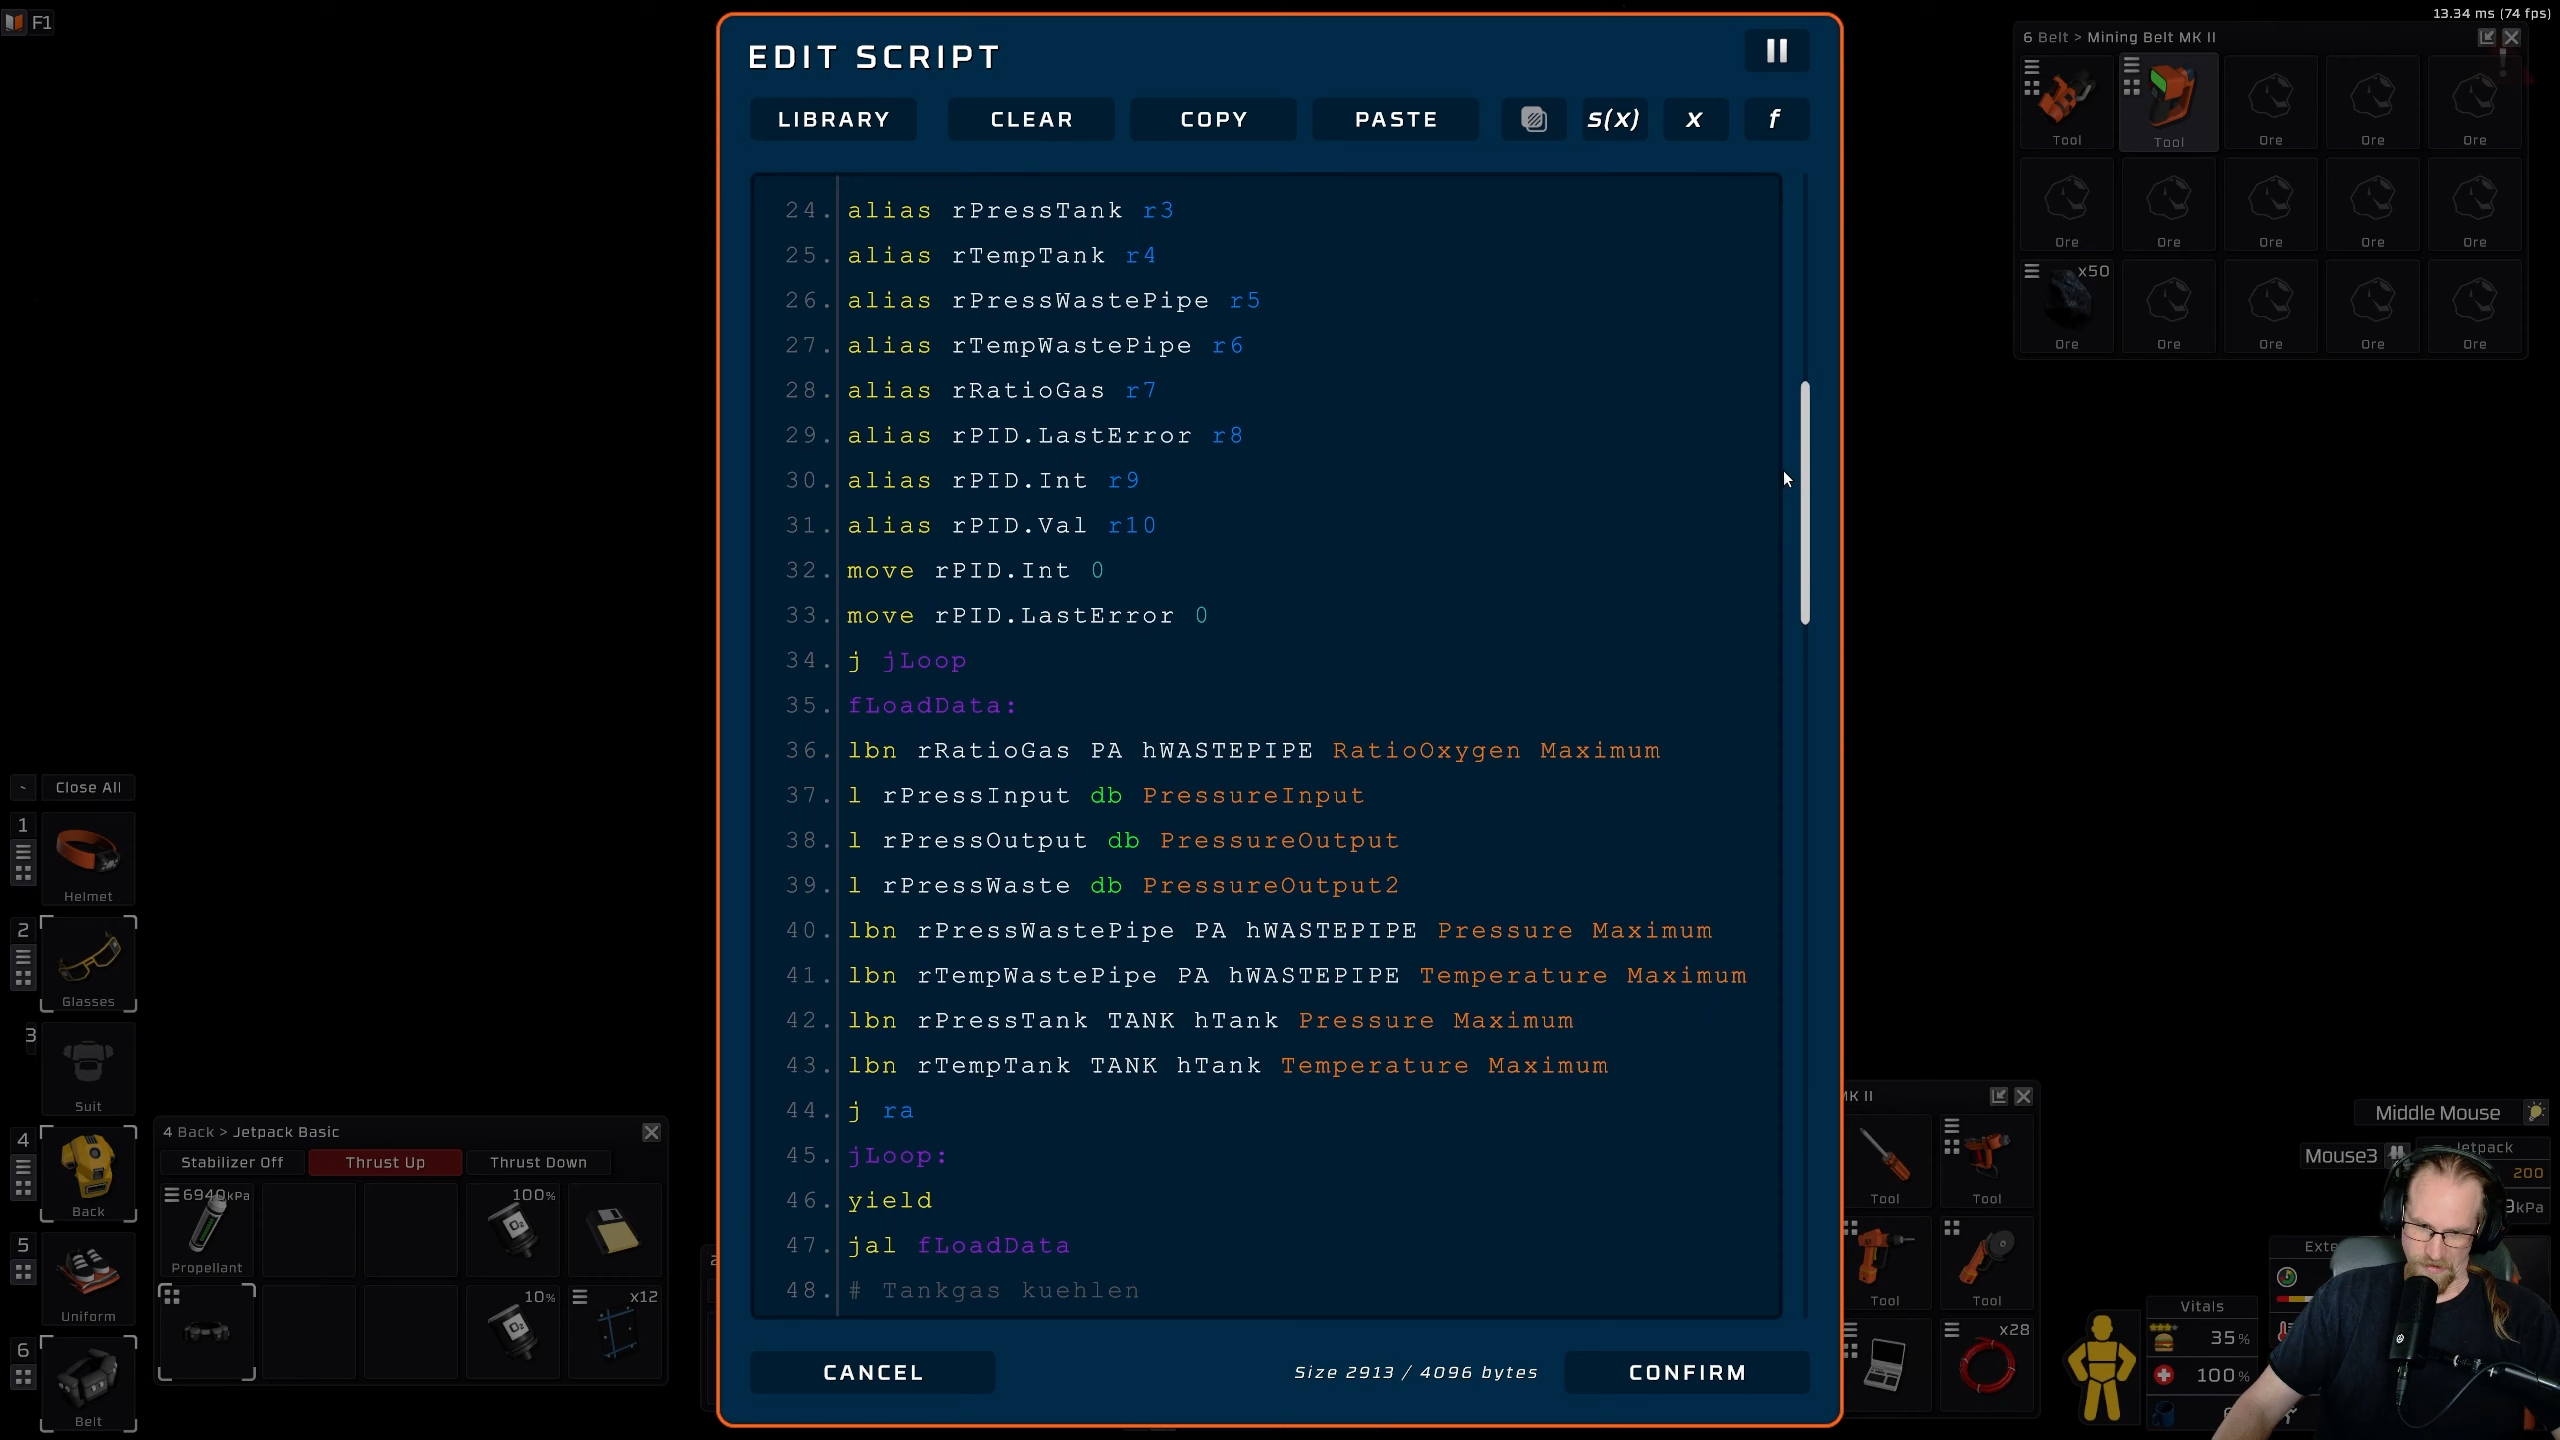 F1
13.34 ms (74 fps)
EDIT SCRIPT
LIBRARY
CLEAR
COPY
PASTE
s(x)
x
f
24. alias rPressTank r3
25. alias rTempTank r4
26. alias rPressWastePipe r5
27. alias rTempWastePipe r6
28. alias rRatioGas r7
29. alias rPID.LastError r8
30. alias rPID.Int r9
31. alias rPID.Val r10
32. move rPID.Int 0
33. move rPID.LastError 0
34. j jLoop
35. fLoadData:
36. lbn rRatioGas PA hWASTEPIPE RatioOxygen Maximum
37. l rPressInput db PressureInput
38. l rPressOutput db PressureOutput
39. l rPressWaste db PressureOutput2
40. lbn rPressWastePipe PA hWASTEPIPE Pressure Maximum
41. lbn rTempWastePipe PA hWASTEPIPE Temperature Maximum
42. lbn rPressTank TANK hTank Pressure Maximum
43. lbn rTempTank TANK hTank Temperature Maximum
44. j ra
45. jLoop:
46. yield
47. jal fLoadData
48. # Tankgas kuehlen
CANCEL
Size 2913 / 4096 bytes
CONFIRM
6 Belt > Mining Belt MK II
Tool
Tool
Ore
Ore
Ore
Ore
Ore
Ore
Ore
Ore
x50
Ore
Ore
Ore
Ore
Ore
~ Close All
1
Helmet
2
Glasses
3
Suit
4
Back
5
Uniform
6
Belt
4 Back > Jetpack Basic
Stabilizer Off
Thrust Up
Thrust Down
6940kPa
Propellant
100%
O2
10%
O2
x12
MK II
Tool
Tool
Tool
Tool
x28
Middle Mouse
Mouse3
Jetpack
200
kPa
Vitals
35%
100%